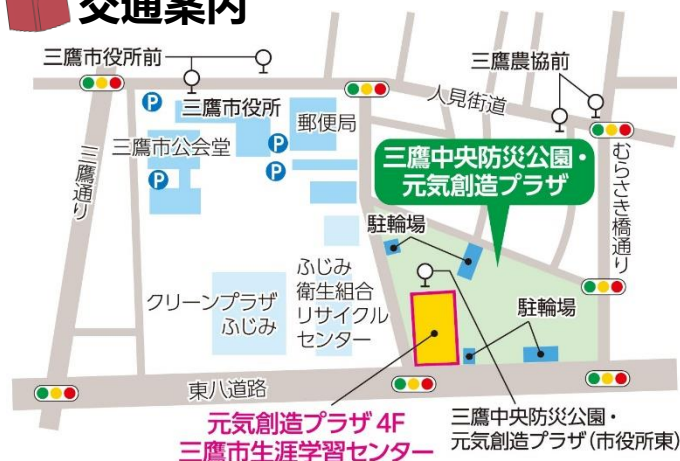 交通案内
三鷹市役所前
三鷹農協前
人見街道
P
三鷹市役所
郵便局
三鷹市公会堂
P
P
P
三鷹通り
三鷹中央防災公園・
元気創造プラザ
むらさき橋通り
駐輪場
ふじみ
衛生組合
リサイクル
センター
クリーンプラザ
ふじみ
駐輪場
東八道路
元気創造プラザ 4F
三鷹市生涯学習センター
三鷹中央防災公園・
元気創造プラザ(市役所東)